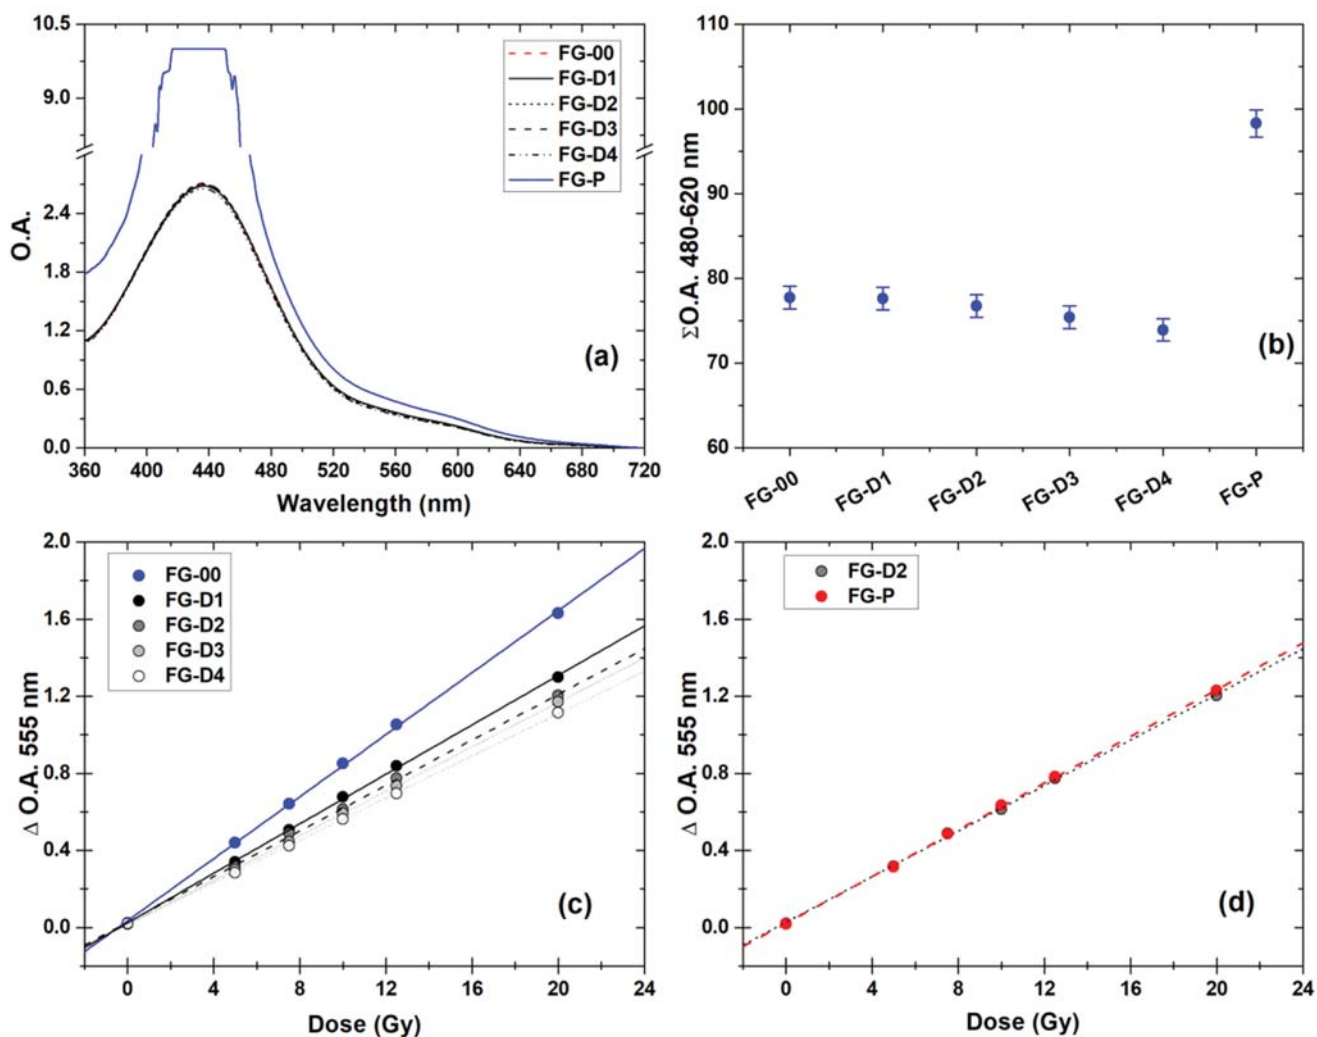 10.5
9.0
2.4
1.8
1.2
0.6
0.0
O.A.
360 400 440 480 520 560 600 640 680 720
Wavelength (nm)
FG-00
FG-D1
FG-D2
FG-D3
FG-D4
FG-P
(a)
110
100
90
80
70
60
ΣO.A. 480-620 nm
FG-00 FG-D1 FG-D2 FG-D3 FG-D4 FG-P
(b)
2.0
1.6
1.2
0.8
0.4
0.0
Δ O.A. 555 nm
0 4 8 12 16 20 24
Dose (Gy)
FG-00
FG-D1
FG-D2
FG-D3
FG-D4
(c)
2.0
1.6
1.2
0.8
0.4
0.0
Δ O.A. 555 nm
0 4 8 12 16 20 24
Dose (Gy)
FG-D2
FG-P
(d)